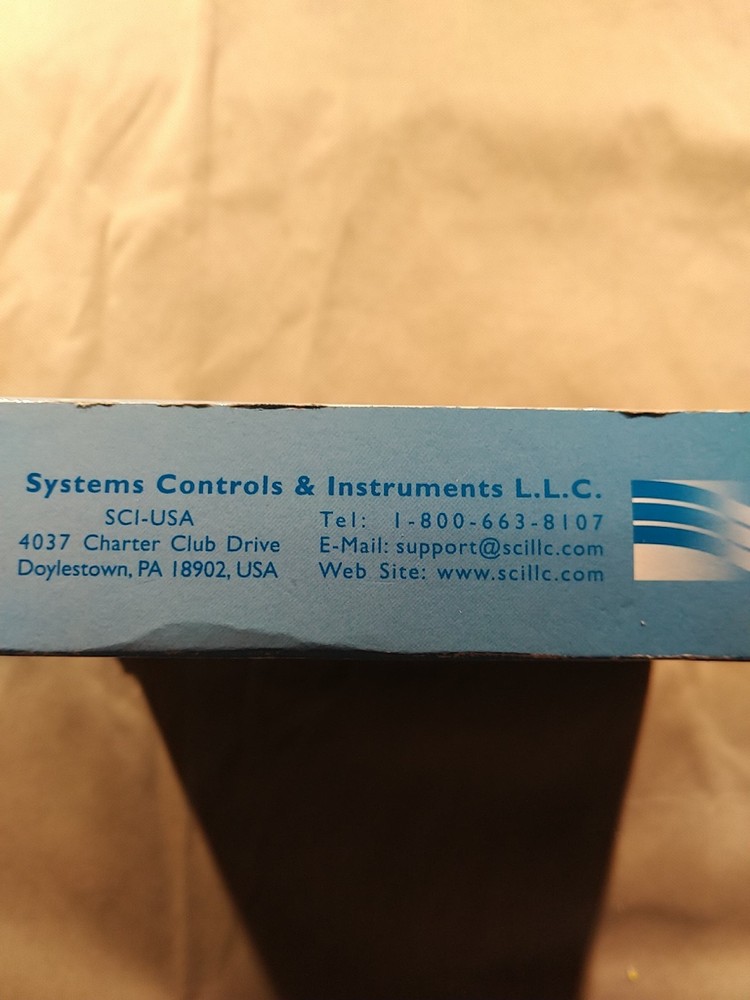 Systems Controls & Instruments L.L.C.
SCI-USA
4037 Charter Club Drive
Doylestown, PA 18902, USA
Tel: 1-800-663-8107
E-Mail: support@scillc.com
Web Site: www.scillc.com